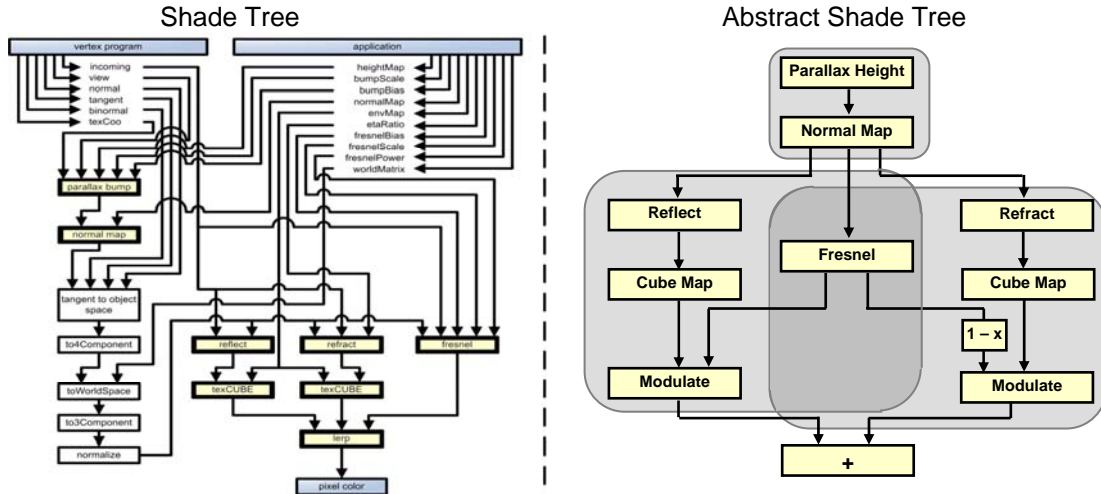 Shade Tree
vertex program
application
incoming
view
normal
tangent
binormal
texCoo
heightMap
bumpScale
bumpBias
normalMap
envMap
etaRatio
fresnelBias
fresnelScale
fresnelPower
worldMatrix
parallax bump
normal map
tangent to object
space
to4Component
toWorldSpace
to3Component
normalize
reflect
refract
fresnel
texCUBE
texCUBE
lerp
pixel color
Abstract Shade Tree
Parallax Height
Normal Map
Reflect
Refract
Fresnel
Cube Map
Cube Map
1 – x
Modulate
Modulate
+